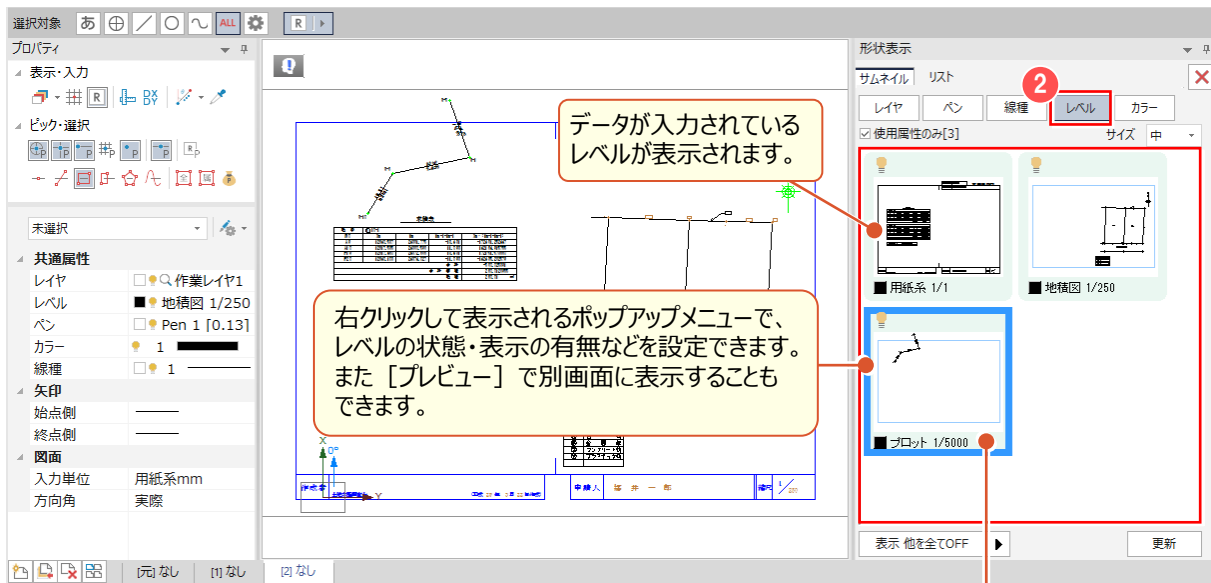 選択対象 あ ALL R
プロパティ
表示・入力
R DX BY
ピック・選択
未選択
共通属性
レイヤ 作業レイヤ1
レベル 地積図 1/250
ペン Pen 1 [0.13]
カラー 1
線種 1
矢印
始点側
終点側
図面
入力単位 用紙系mm
方向角 実際
データが入力されている
レベルが表示されます。
右クリックして表示されるポップアップメニューで、
レベルの状態・表示の有無などを設定できます。
また [プレビュー] で別画面に表示することも
できます。
X
0°
Y
申請人 福井一郎
形状表示
サムネイル リスト
2
レイヤ ペン 線種 レベル カラー
使用属性のみ[3] サイズ 中
用紙系 1/1
地積図 1/250
プロット 1/5000
表示 他を全てOFF
更新
[元] なし [1] なし [2] なし